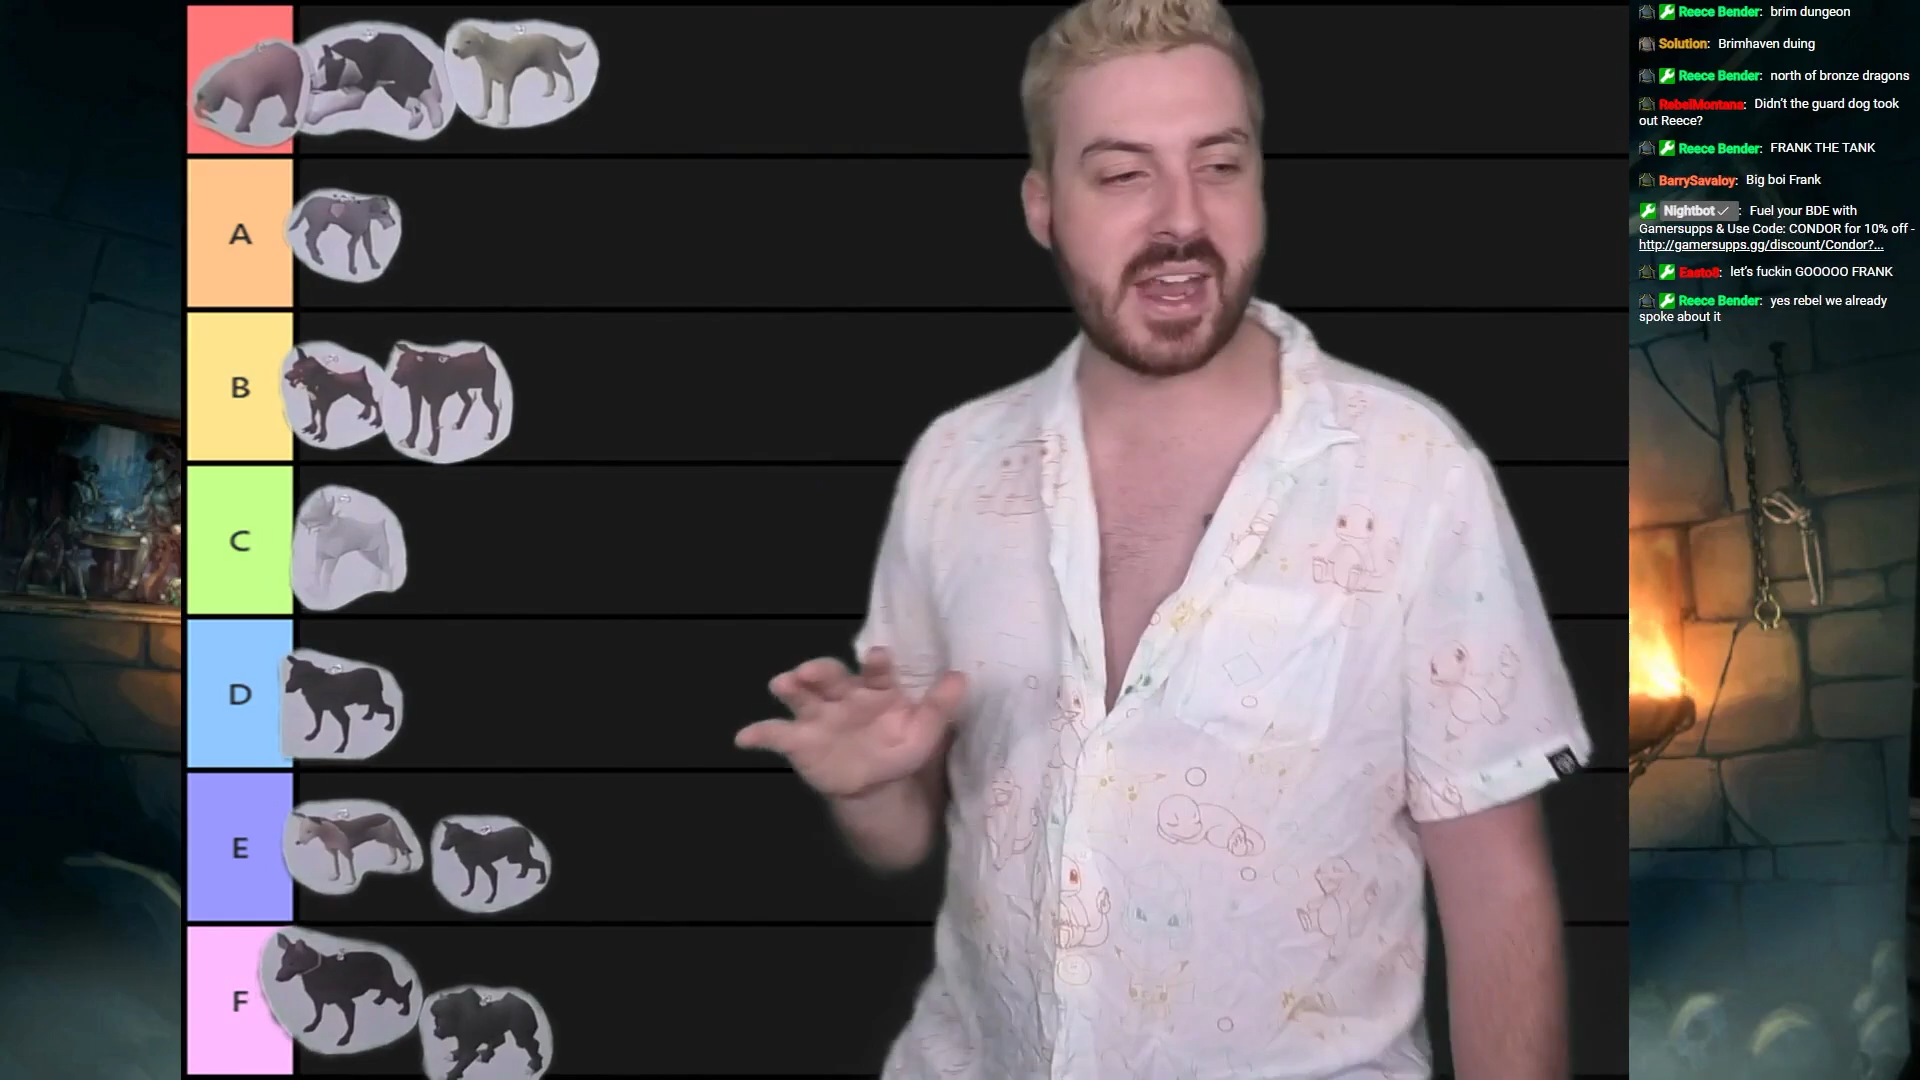 A
B
C
D
E
F
Reece Bender: brim dungeon
Solution: Brimhaven duing
Reece Bender: north of bronze dragons
RebelMontana: Didn't the guard dog took
out Reece?
Reece Bender: FRANK THE TANK
BarrySavaloy: Big boi Frank
Nightbot ✓ : Fuel your BDE with
Gamersupps & Use Code: CONDOR for 10% off -
http://gamersupps.gg/discount/Condor?...
Easto8: let's fuckin GOOOOO FRANK
Reece Bender: yes rebel we already
spoke about it